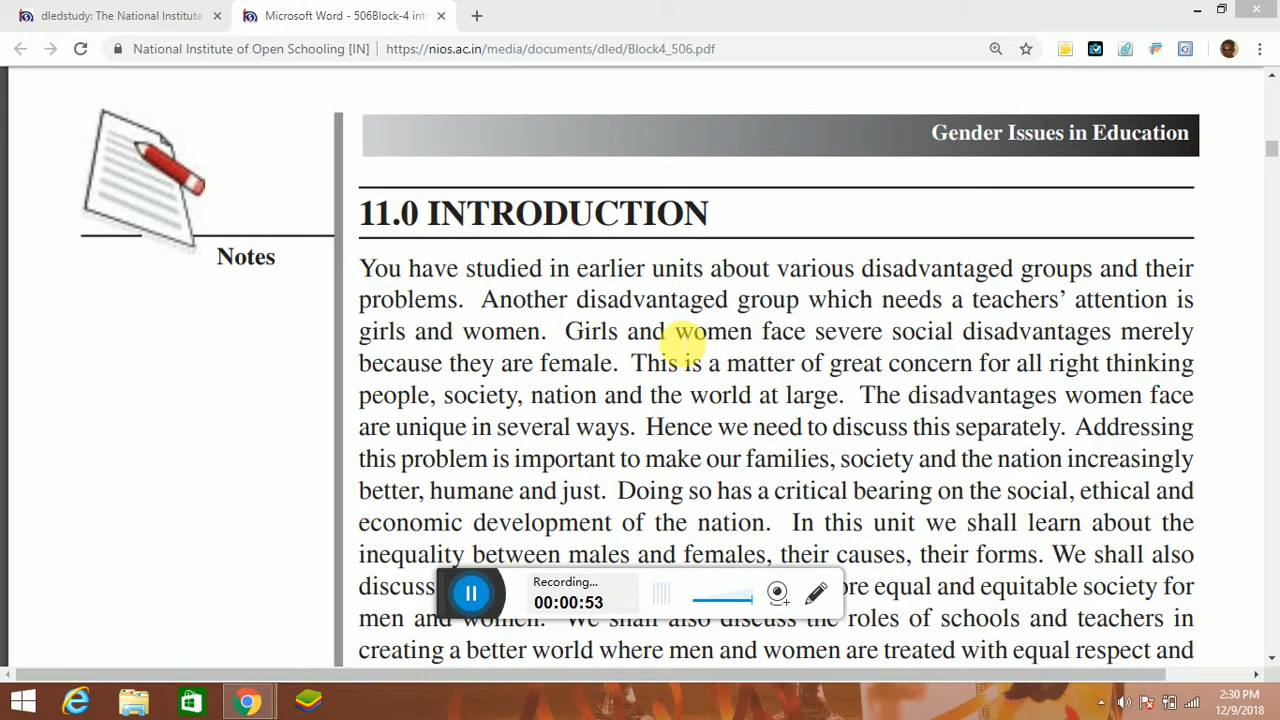 dledstudy: The National Institute
Microsoft Word - 506Block-4 int
National Institute of Open Schooling [IN]
https://nios.ac.in/media/documents/dled/Block4_506.pdf
Gender Issues in Education
11.0 INTRODUCTION
Notes
You have studied in earlier units about various disadvantaged groups and their
problems. Another disadvantaged group which needs a teachers' attention is
girls and women. Girls and women face severe social disadvantages merely
because they are female. This is a matter of great concern for all right thinking
people, society, nation and the world at large. The disadvantages women face
are unique in several ways. Hence we need to discuss this separately. Addressing
this problem is important to make our families, society and the nation increasingly
better, humane and just. Doing so has a critical bearing on the social, ethical and
economic development of the nation. In this unit we shall learn about the
inequality between males and females, their causes, their forms. We shall also
discuss ore equal and equitable society for
men and women. We shall also discuss the roles of schools and teachers in
creating a better world where men and women are treated with equal respect and
Recording...
00:00:53
2:30 PM
12/9/2018